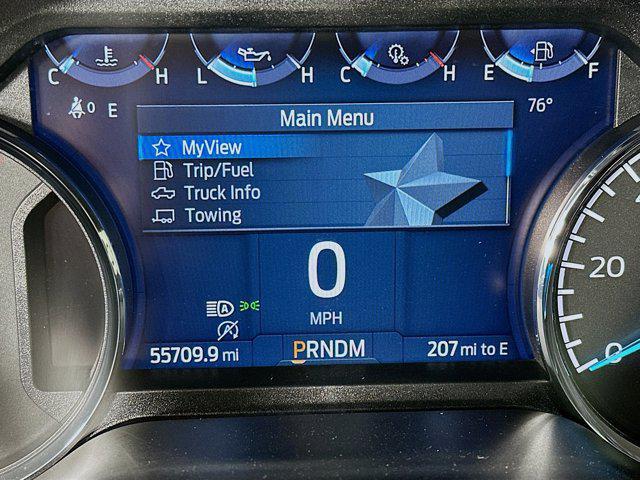 C H L H C H E F
0 E 76°
Main Menu
MyView
Trip/Fuel
Truck Info
Towing
0
MPH
A
A
55709.9 mi PRNDM 207 mi to E
20
0